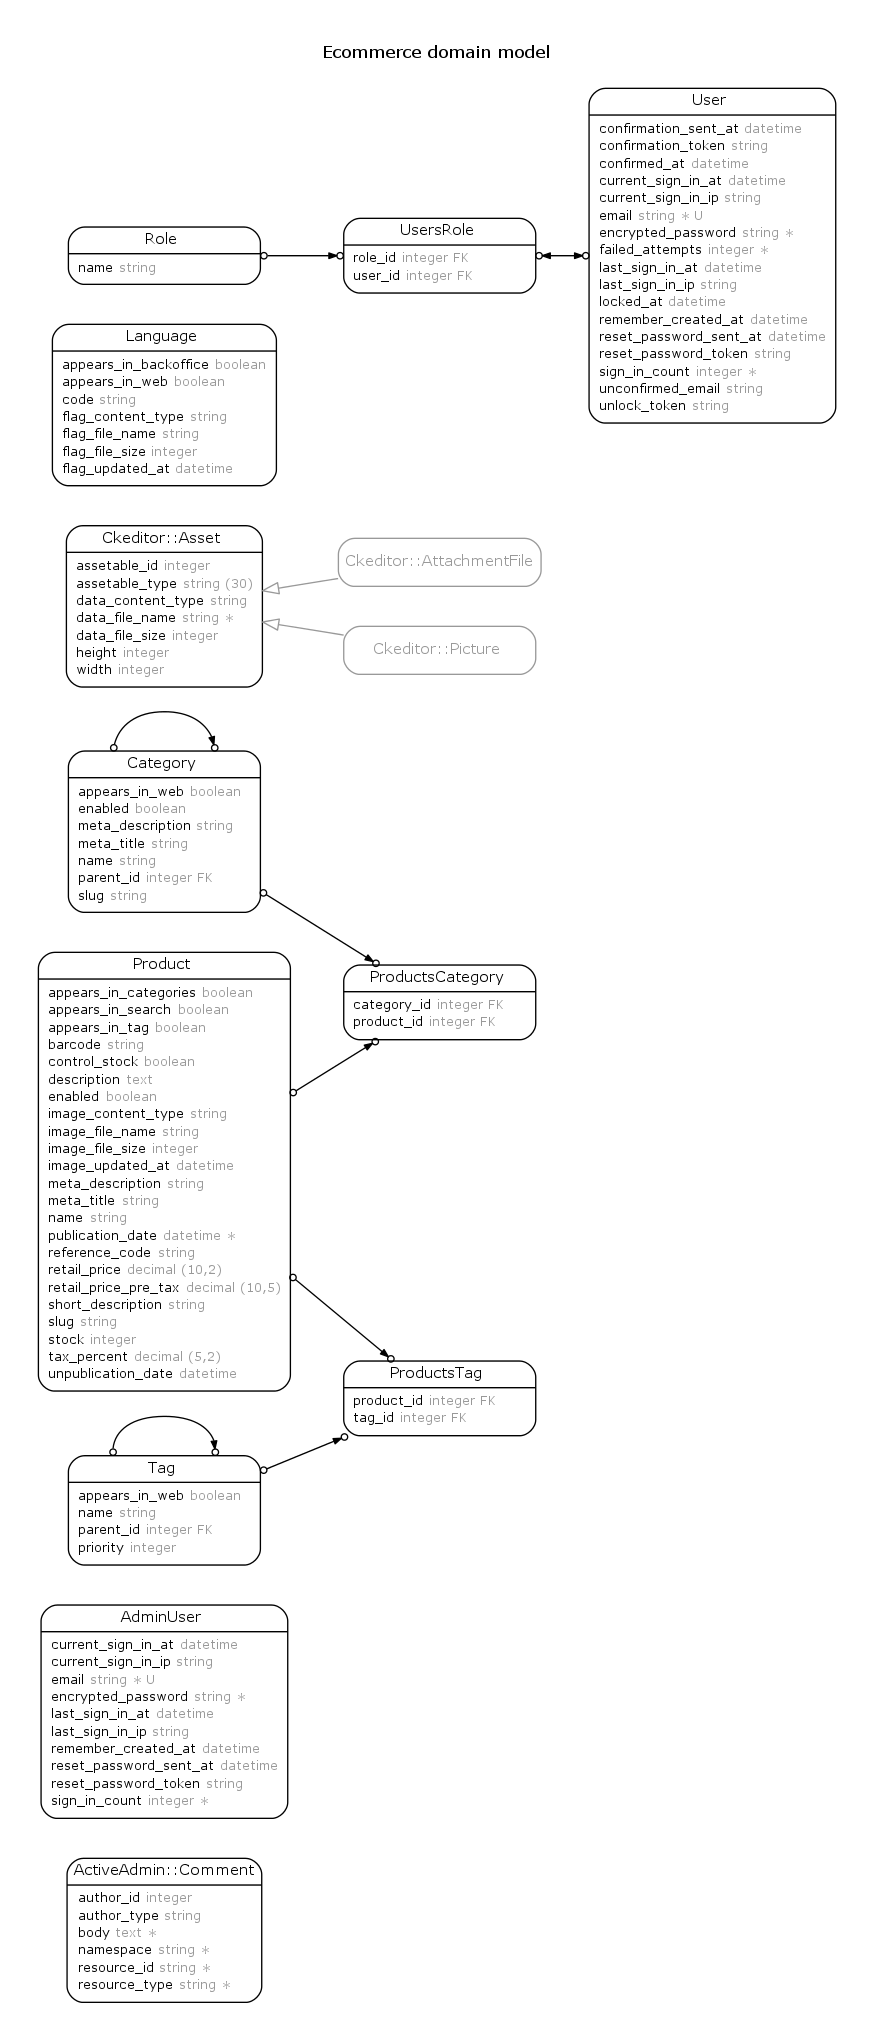 Ecommerce domain model
User
confirmation_sent_at datetime
confirmation_token string
confirmed_at datetime
current_sign_in_at datetime
current_sign_in_ip string
email string ∗ U
encrypted_password string ∗
failed_attempts integer ∗
last_sign_in_at datetime
last_sign_in_ip string
locked_at datetime
remember_created_at datetime
reset_password_sent_at datetime
reset_password_token string
sign_in_count integer ∗
unconfirmed_email string
unlock_token string
Role
name string
UsersRole
role_id integer FK
user_id integer FK
Language
appears_in_backoffice boolean
appears_in_web boolean
code string
flag_content_type string
flag_file_name string
flag_file_size integer
flag_updated_at datetime
Ckeditor::Asset
assetable_id integer
assetable_type string (30)
data_content_type string
data_file_name string ∗
data_file_size integer
height integer
width integer
Ckeditor::AttachmentFile
Ckeditor::Picture
Category
appears_in_web boolean
enabled boolean
meta_description string
meta_title string
name string
parent_id integer FK
slug string
Product
appears_in_categories boolean
appears_in_search boolean
appears_in_tag boolean
barcode string
control_stock boolean
description text
enabled boolean
image_content_type string
image_file_name string
image_file_size integer
image_updated_at datetime
meta_description string
meta_title string
name string
publication_date datetime ∗
reference_code string
retail_price decimal (10,2)
retail_price_pre_tax decimal (10,5)
short_description string
slug string
stock integer
tax_percent decimal (5,2)
unpublication_date datetime
ProductsCategory
category_id integer FK
product_id integer FK
ProductsTag
product_id integer FK
tag_id integer FK
Tag
appears_in_web boolean
name string
parent_id integer FK
priority integer
AdminUser
current_sign_in_at datetime
current_sign_in_ip string
email string ∗ U
encrypted_password string ∗
last_sign_in_at datetime
last_sign_in_ip string
remember_created_at datetime
reset_password_sent_at datetime
reset_password_token string
sign_in_count integer ∗
ActiveAdmin::Comment
author_id integer
author_type string
body text ∗
namespace string ∗
resource_id string ∗
resource_type string ∗